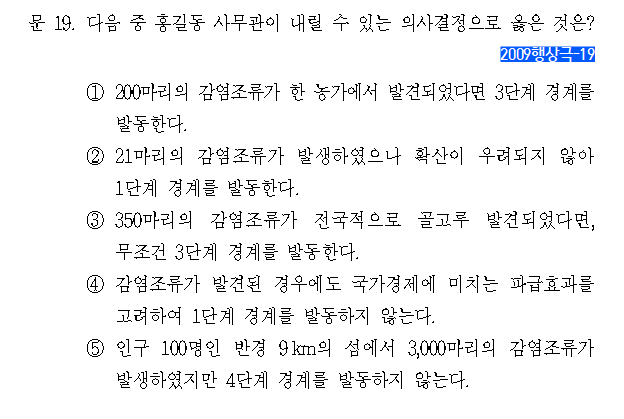 문 19. 다음 중 홍길동 사무관이 내릴 수 있는 의사결정으로 옳은 것은?
2009행상극-19
① 200마리의 감염조류가 한 농가에서 발견되었다면 3단계 경계를
발동한다.
② 21마리의 감염조류가 발생하였으나 확산이 우려되지 않아
1단계 경계를 발동한다.
③ 350마리의 감염조류가 전국적으로 골고루 발견되었다면,
무조건 3단계 경계를 발동한다.
④ 감염조류가 발견된 경우에도 국가경제에 미치는 파급효과를
고려하여 1단계 경계를 발동하지 않는다.
⑤ 인구 100명인 반경 9㎞의 섬에서 3,000마리의 감염조류가
발생하였지만 4단계 경계를 발동하지 않는다.